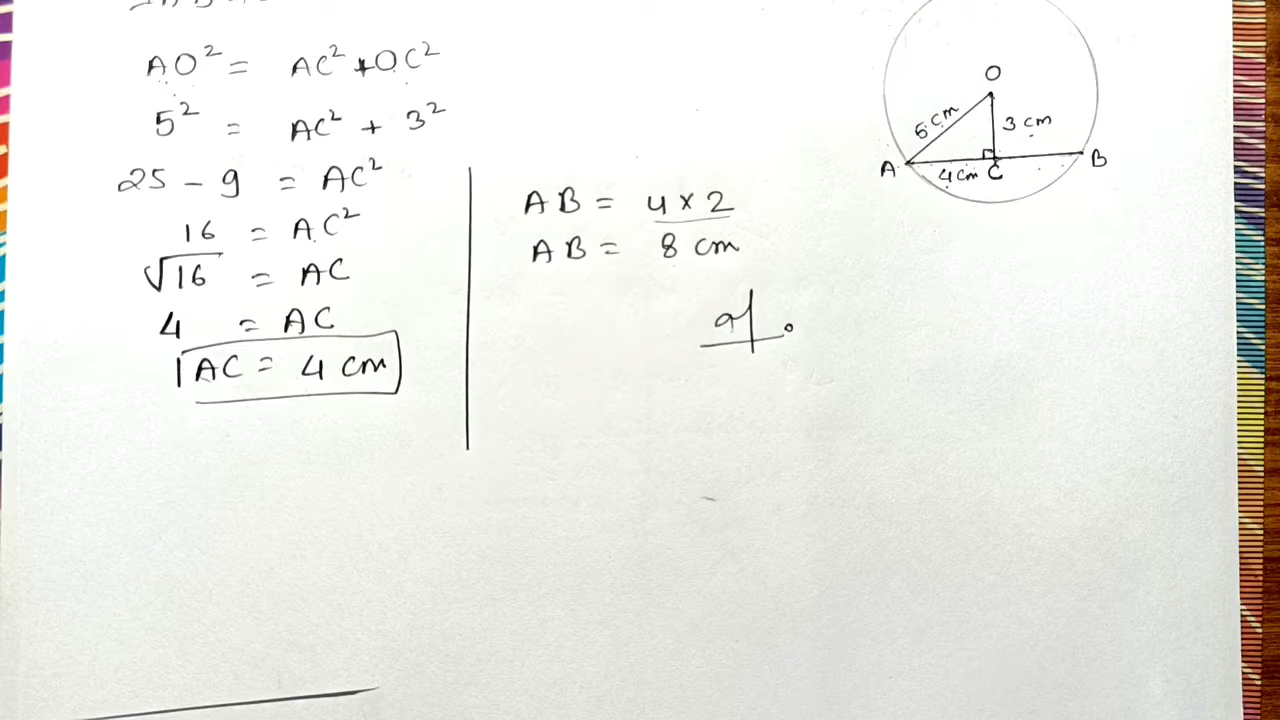 AO² = AC² + OC²
5² = AC² + 3²
25 - 9 = AC²
16 = AC²
√16 = AC
4 = AC
AC = 4 cm
AB = 4 × 2
AB = 8 cm
O
5 cm
3 cm
A
B
4 cm C